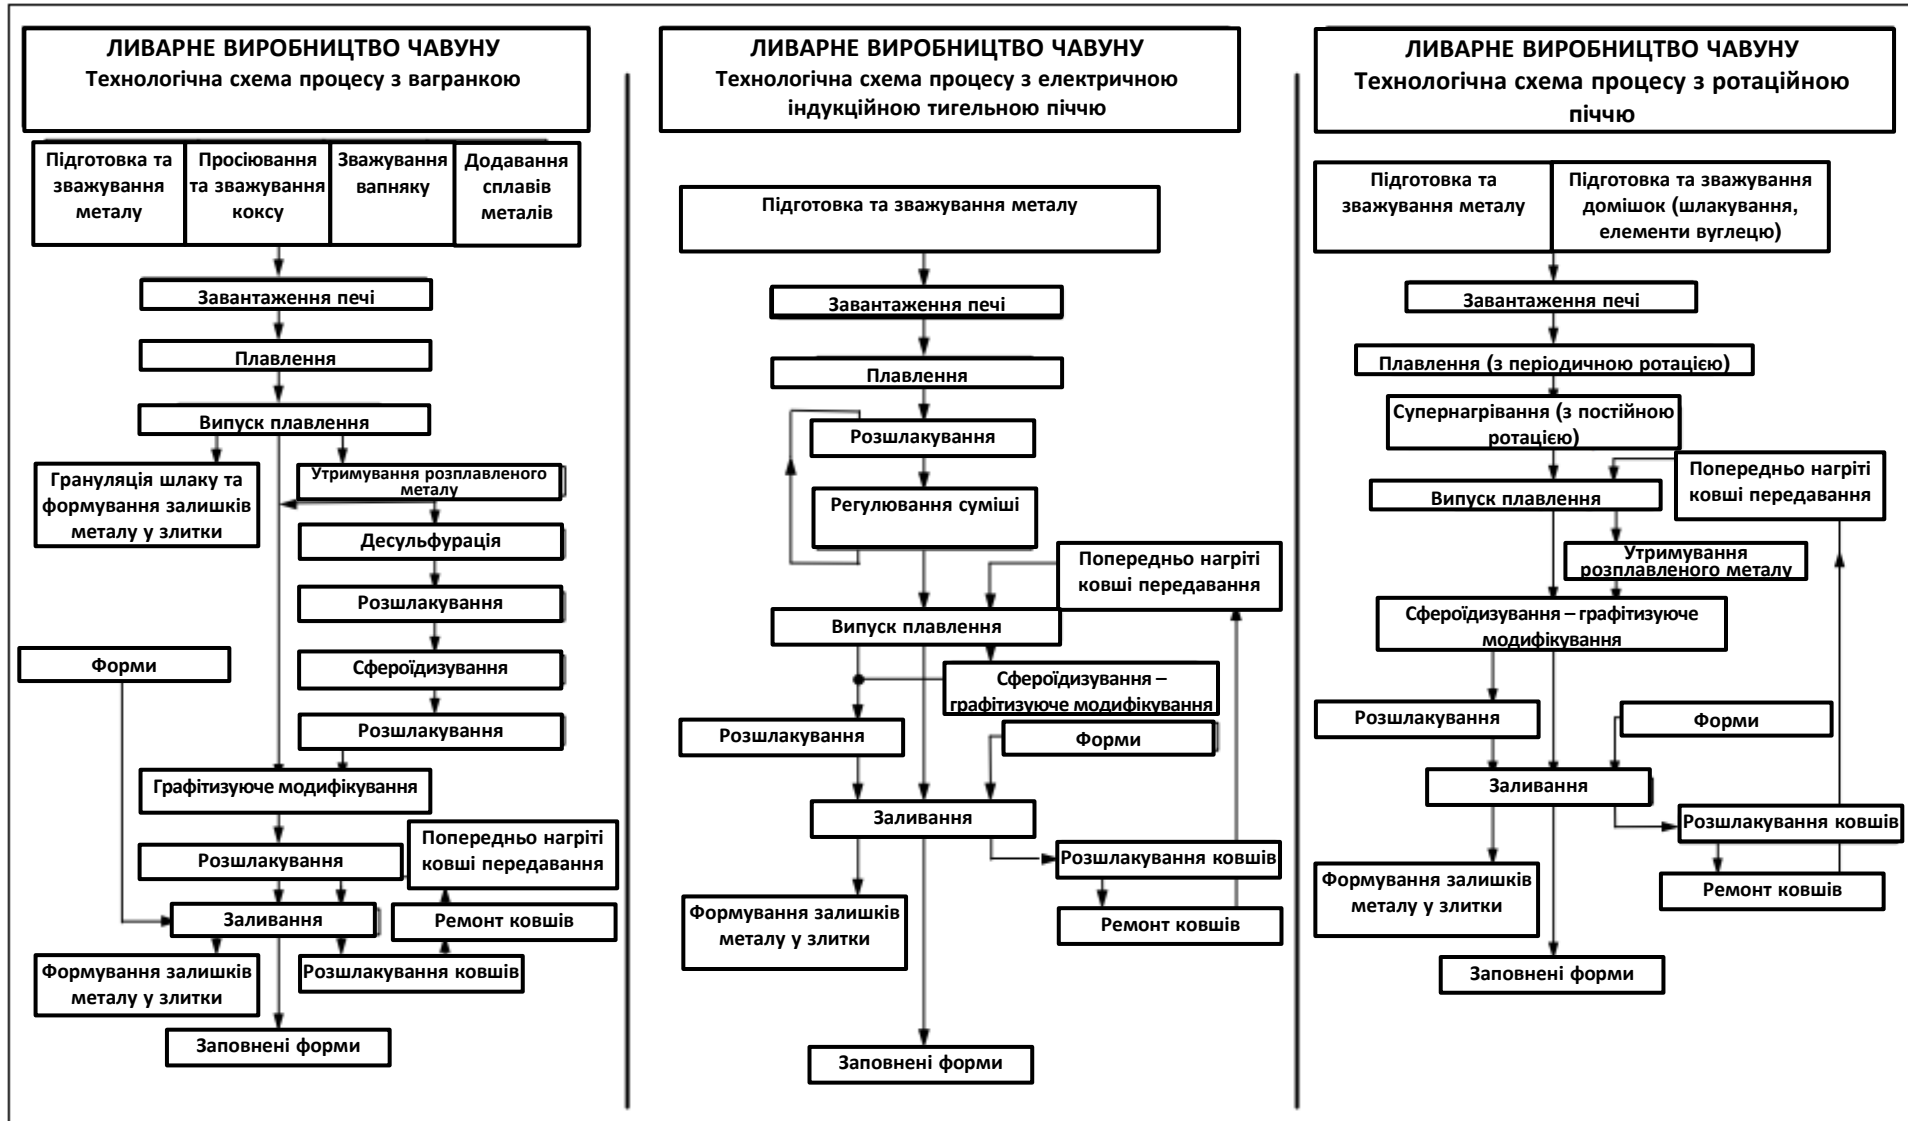 ЛИВАРНЕ ВИРОБНИЦТВО ЧАВУНУ
Технологічна схема процесу з вагранкою
Підготовка та
зважування
металу
Просіювання
та зважування
коксу
Зважування
вапняку
Додавання
сплавів
металів
Завантаження печі
Плавлення
Випуск плавлення
Грануляція шлаку та
формування залишків
металу у злитки
Утримування розплавленого
металу
Десульфурація
Розшлакування
Сфероїдизування
Розшлакування
Форми
Графітизуюче модифікування
Розшлакування
Попередньо нагріті
ковші передавання
Заливання
Ремонт ковшів
Формування залишків
металу у злитки
Розшлакування ковшів
Заповнені форми
ЛИВАРНЕ ВИРОБНИЦТВО ЧАВУНУ
Технологічна схема процесу з електричною
індукційною тигельною піччю
Підготовка та зважування металу
Завантаження печі
Плавлення
Розшлакування
Регулювання суміші
Попередньо нагріті
ковші передавання
Випуск плавлення
Сфероїдизування –
графітизуюче модифікування
Розшлакування
Форми
Заливання
Розшлакування ковшів
Формування залишків
металу у злитки
Ремонт ковшів
Заповнені форми
ЛИВАРНЕ ВИРОБНИЦТВО ЧАВУНУ
Технологічна схема процесу з ротаційною
піччю
Підготовка та
зважування металу
Підготовка та зважування
домішок (шлакування,
елементи вуглецю)
Завантаження печі
Плавлення (з періодичною ротацією)
Супернагрівання (з постійною
ротацією)
Попередньо нагріті
ковші передавання
Випуск плавлення
Утримування
розплавленого металу
Сфероїдизування – графітизуюче
модифікування
Розшлакування
Форми
Заливання
Розшлакування ковшів
Формування залишків
металу у злитки
Ремонт ковшів
Заповнені форми